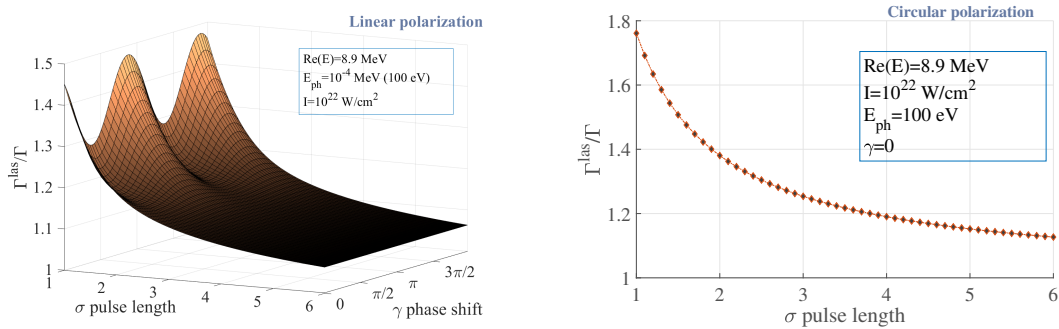 Linear polarization
Re(E)=8.9 MeV
E_ph=10^-4 MeV (100 eV)
I=10^22 W/cm^2
1.5
1.4
1.3
1.2
1.1
1
Γ^las/Γ
1
2
3
4
5
6
σ pulse length
0
π/2
π
3π/2
γ phase shift
Circular polarization
Re(E)=8.9 MeV
I=10^22 W/cm^2
E_ph=100 eV
γ=0
1.8
1.6
1.4
1.2
1
Γ^las/Γ
1
2
3
4
5
6
σ pulse length